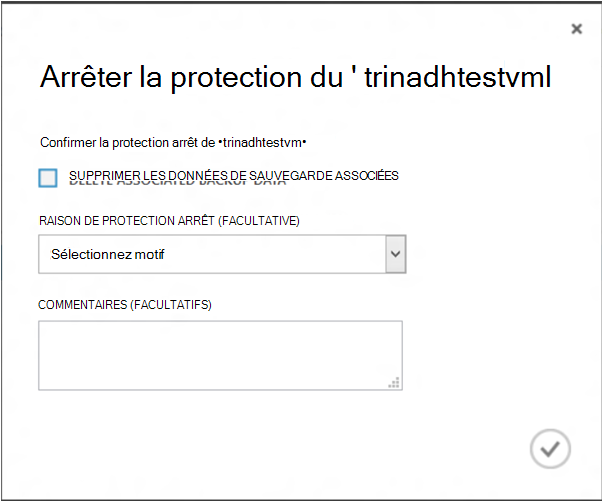 Arrêter la protection du ' trinadhtestvml
Confirmer la protection arrêt de •trinadhtestvm•
SUPPRIMER LES DONNÉES DE SAUVEGARDE ASSOCIÉES
DELETE ASSOCIATED BACKUP DATA
RAISON DE PROTECTION ARRÊT (FACULTATIVE)
Sélectionnez motif
COMMENTAIRES (FACULTATIFS)